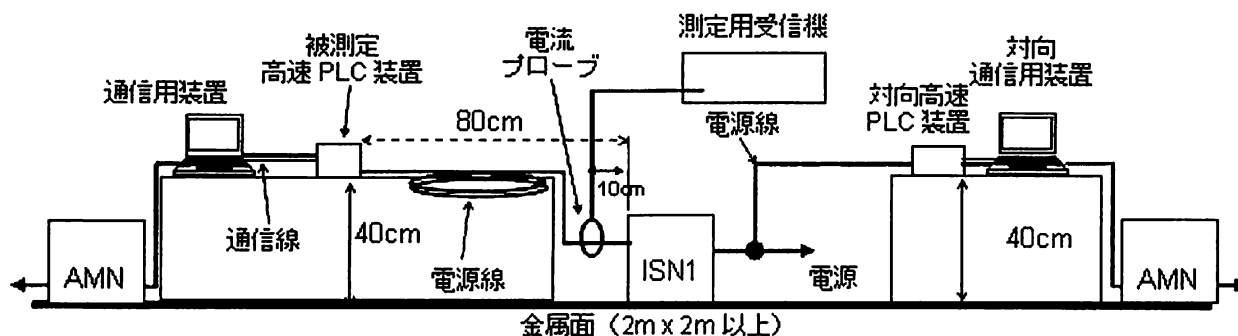 通信用装置
被測定
高速 PLC 装置
電流
プローブ
測定用受信機
対向
通信用装置
対向高速
PLC 装置
80cm
電源線
10cm
通信線
40cm
電源線
AMN
ISN1
電源
40cm
AMN
金属面（2m x 2m 以上）